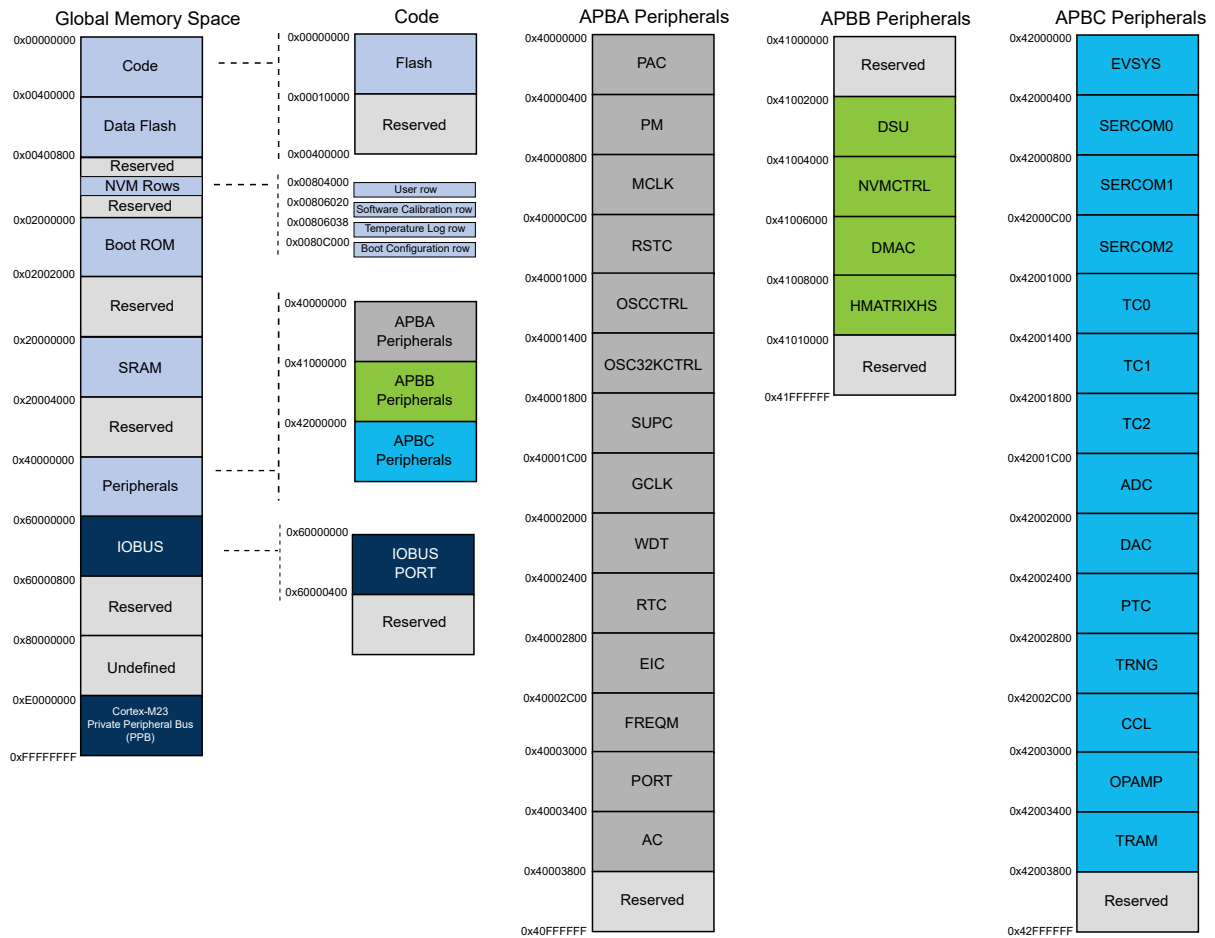 Global Memory Space
0x00000000
Code
0x00400000
Data Flash
0x00400800
Reserved
NVM Rows
Reserved
0x02000000
Boot ROM
0x02002000
Reserved
0x20000000
SRAM
0x20004000
Reserved
0x40000000
Peripherals
0x60000000
IOBUS
0x60000800
Reserved
0x80000000
Undefined
0xE0000000
Cortex-M23
Private Peripheral Bus
(PPB)
0xFFFFFFFF
Code
0x00000000
Flash
0x00010000
Reserved
0x00400000
0x00804000
User row
0x00806020
Software Calibration row
0x00806038
Temperature Log row
0x0080C000
Boot Configuration row
0x40000000
APBA
Peripherals
0x41000000
APBB
Peripherals
0x42000000
APBC
Peripherals
0x60000000
IOBUS
PORT
0x60000400
Reserved
APBA Peripherals
0x40000000
PAC
0x40000400
PM
0x40000800
MCLK
0x40000C00
RSTC
0x40001000
OSCCTRL
0x40001400
OSC32KCTRL
0x40001800
SUPC
0x40001C00
GCLK
0x40002000
WDT
0x40002400
RTC
0x40002800
EIC
0x40002C00
FREQM
0x40003000
PORT
0x40003400
AC
0x40003800
Reserved
0x40FFFFFF
APBB Peripherals
0x41000000
Reserved
0x41002000
DSU
0x41004000
NVMCTRL
0x41006000
DMAC
0x41008000
HMATRIXHS
0x41010000
Reserved
0x41FFFFFF
APBC Peripherals
0x42000000
EVSYS
0x42000400
SERCOM0
0x42000800
SERCOM1
0x42000C00
SERCOM2
0x42001000
TC0
0x42001400
TC1
0x42001800
TC2
0x42001C00
ADC
0x42002000
DAC
0x42002400
PTC
0x42002800
TRNG
0x42002C00
CCL
0x42003000
OPAMP
0x42003400
TRAM
0x42003800
Reserved
0x42FFFFFF